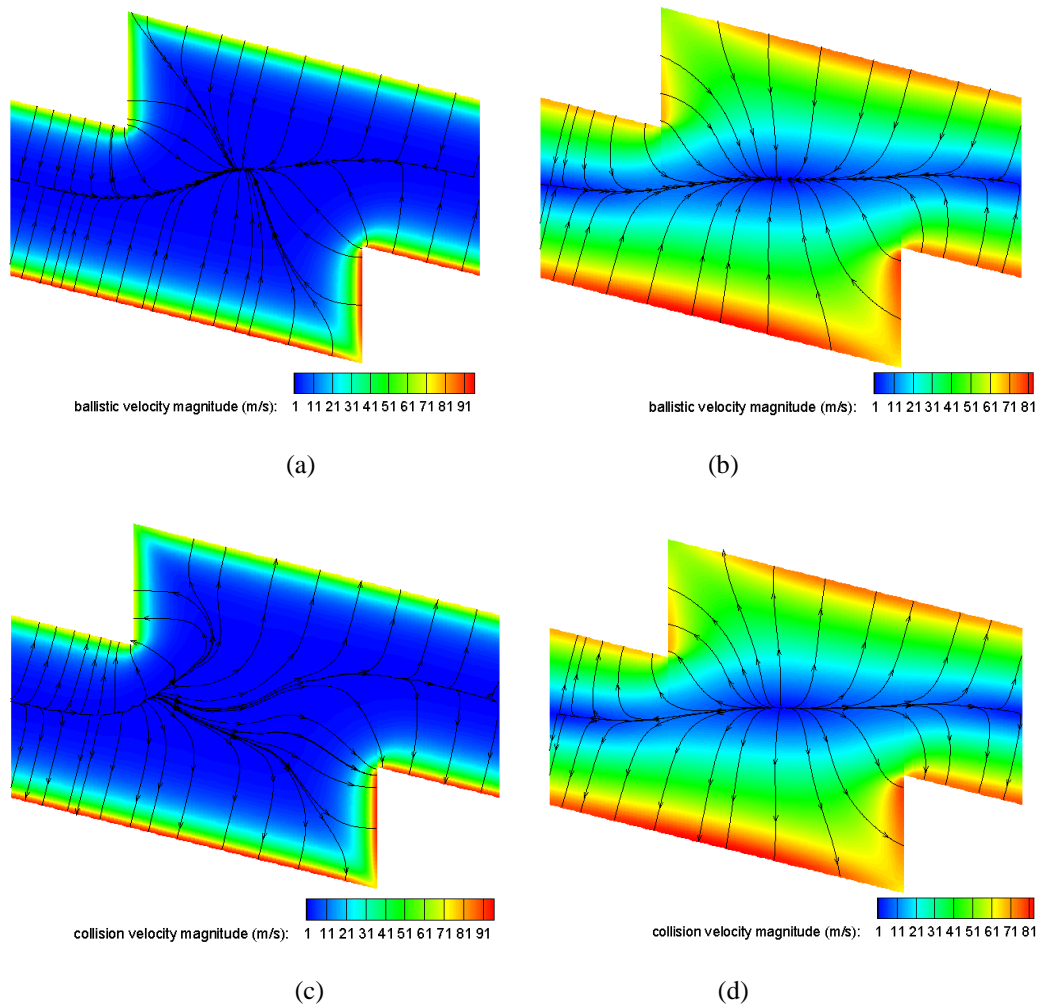 ballistic velocity magnitude (m/s): 1 11 21 31 41 51 61 71 81 91
(a)
ballistic velocity magnitude (m/s): 1 11 21 31 41 51 61 71 81
(b)
collision velocity magnitude (m/s): 1 11 21 31 41 51 61 71 81 91
(c)
collision velocity magnitude (m/s): 1 11 21 31 41 51 61 71 81
(d)